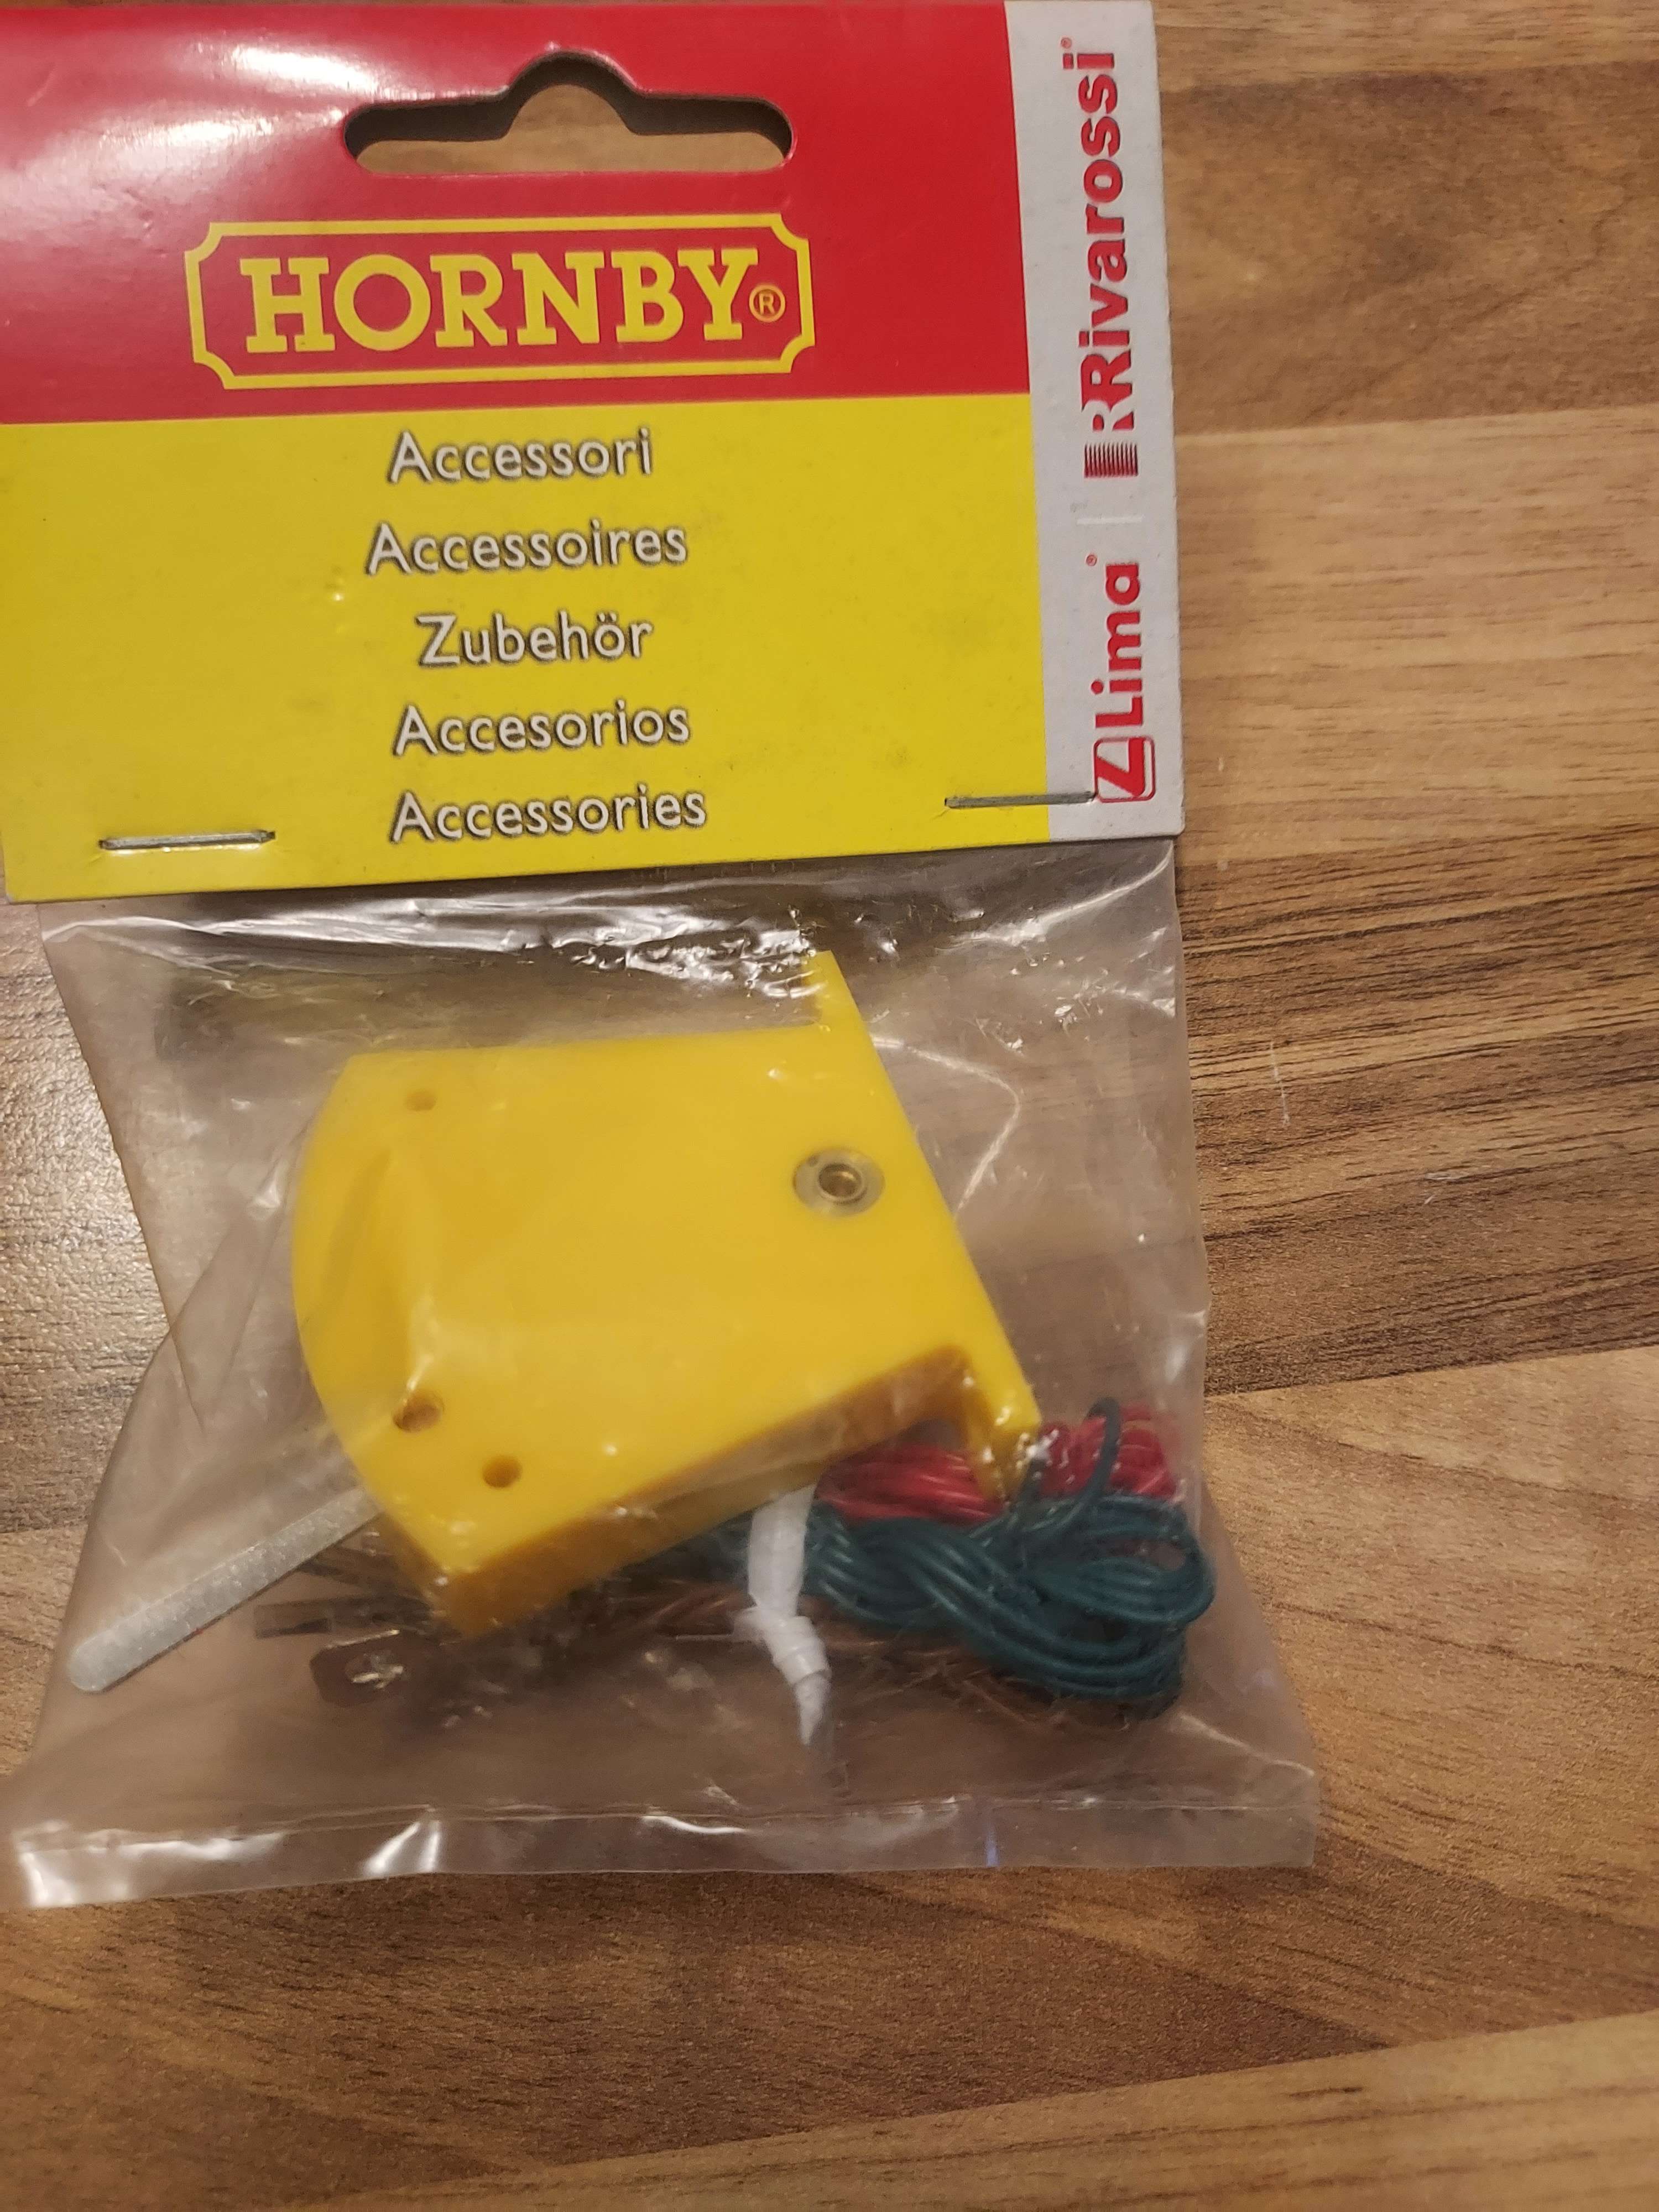 HORNBY®
Accessori
Accessoires
Zubehör
Accesorios
Accessories
Lima® | Rivarossi®